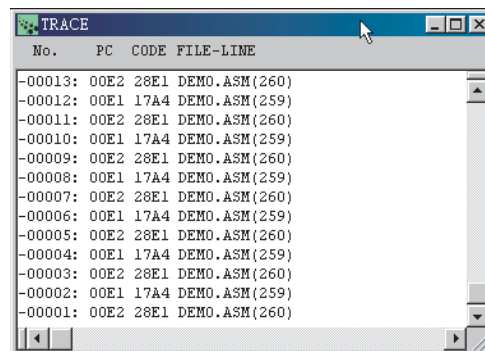 TRACE
No. PC CODE FILE-LINE
-00013: 00E2 28E1 DEMO.ASM(260)
-00012: 00E1 17A4 DEMO.ASM(259)
-00011: 00E2 28E1 DEMO.ASM(260)
-00010: 00E1 17A4 DEMO.ASM(259)
-00009: 00E2 28E1 DEMO.ASM(260)
-00008: 00E1 17A4 DEMO.ASM(259)
-00007: 00E2 28E1 DEMO.ASM(260)
-00006: 00E1 17A4 DEMO.ASM(259)
-00005: 00E2 28E1 DEMO.ASM(260)
-00004: 00E1 17A4 DEMO.ASM(259)
-00003: 00E2 28E1 DEMO.ASM(260)
-00002: 00E1 17A4 DEMO.ASM(259)
-00001: 00E2 28E1 DEMO.ASM(260)